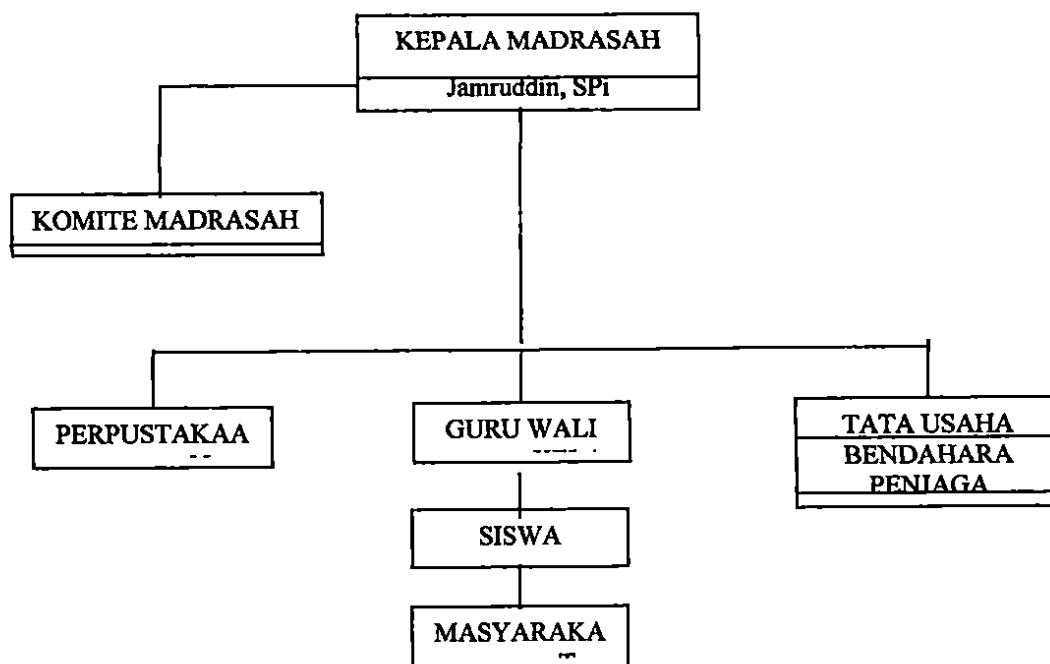 KEPALA MADRASAH
Jamruddin, SPi
KOMITE MADRASAH
PERPUSTAKAA
GURU WALI
TATA USAHA
BENDAHARA
PENJAGA
SISWA
MASYARAKA